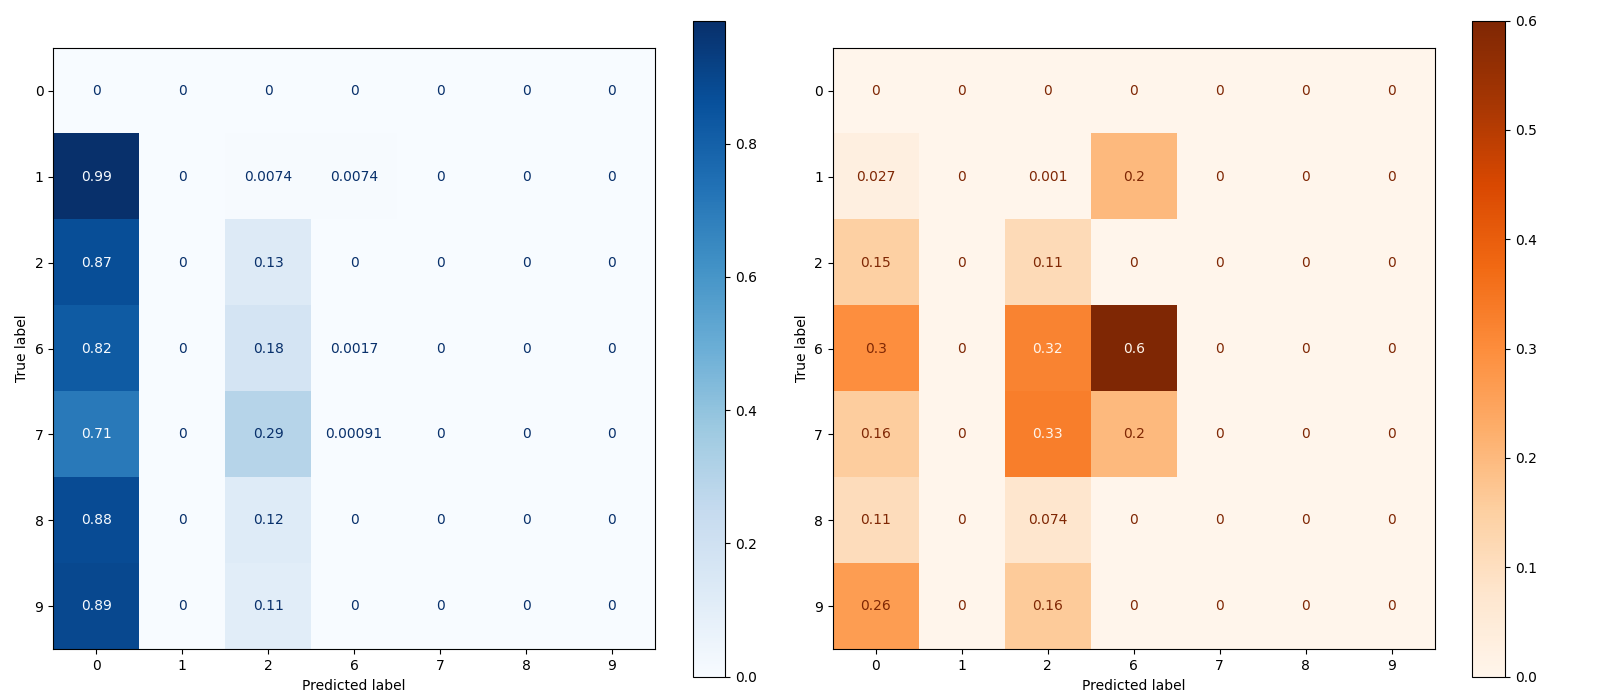 0 0 0 0 0 0 0 0
1 0.99 0 0.0074 0.0074 0 0 0
2 0.87 0 0.13 0 0 0 0
6 0.82 0 0.18 0.0017 0 0 0
7 0.71 0 0.29 0.00091 0 0 0
8 0.88 0 0.12 0 0 0 0
9 0.89 0 0.11 0 0 0 0
0 1 2 6 7 8 9
True label
Predicted label
0.8
0.6
0.4
0.2
0.0
0 0 0 0 0 0 0 0
1 0.027 0 0.001 0.2 0 0 0
2 0.15 0 0.11 0 0 0 0
6 0.3 0 0.32 0.6 0 0 0
7 0.16 0 0.33 0.2 0 0 0
8 0.11 0 0.074 0 0 0 0
9 0.26 0 0.16 0 0 0 0
0 1 2 6 7 8 9
True label
Predicted label
0.6
0.5
0.4
0.3
0.2
0.1
0.0